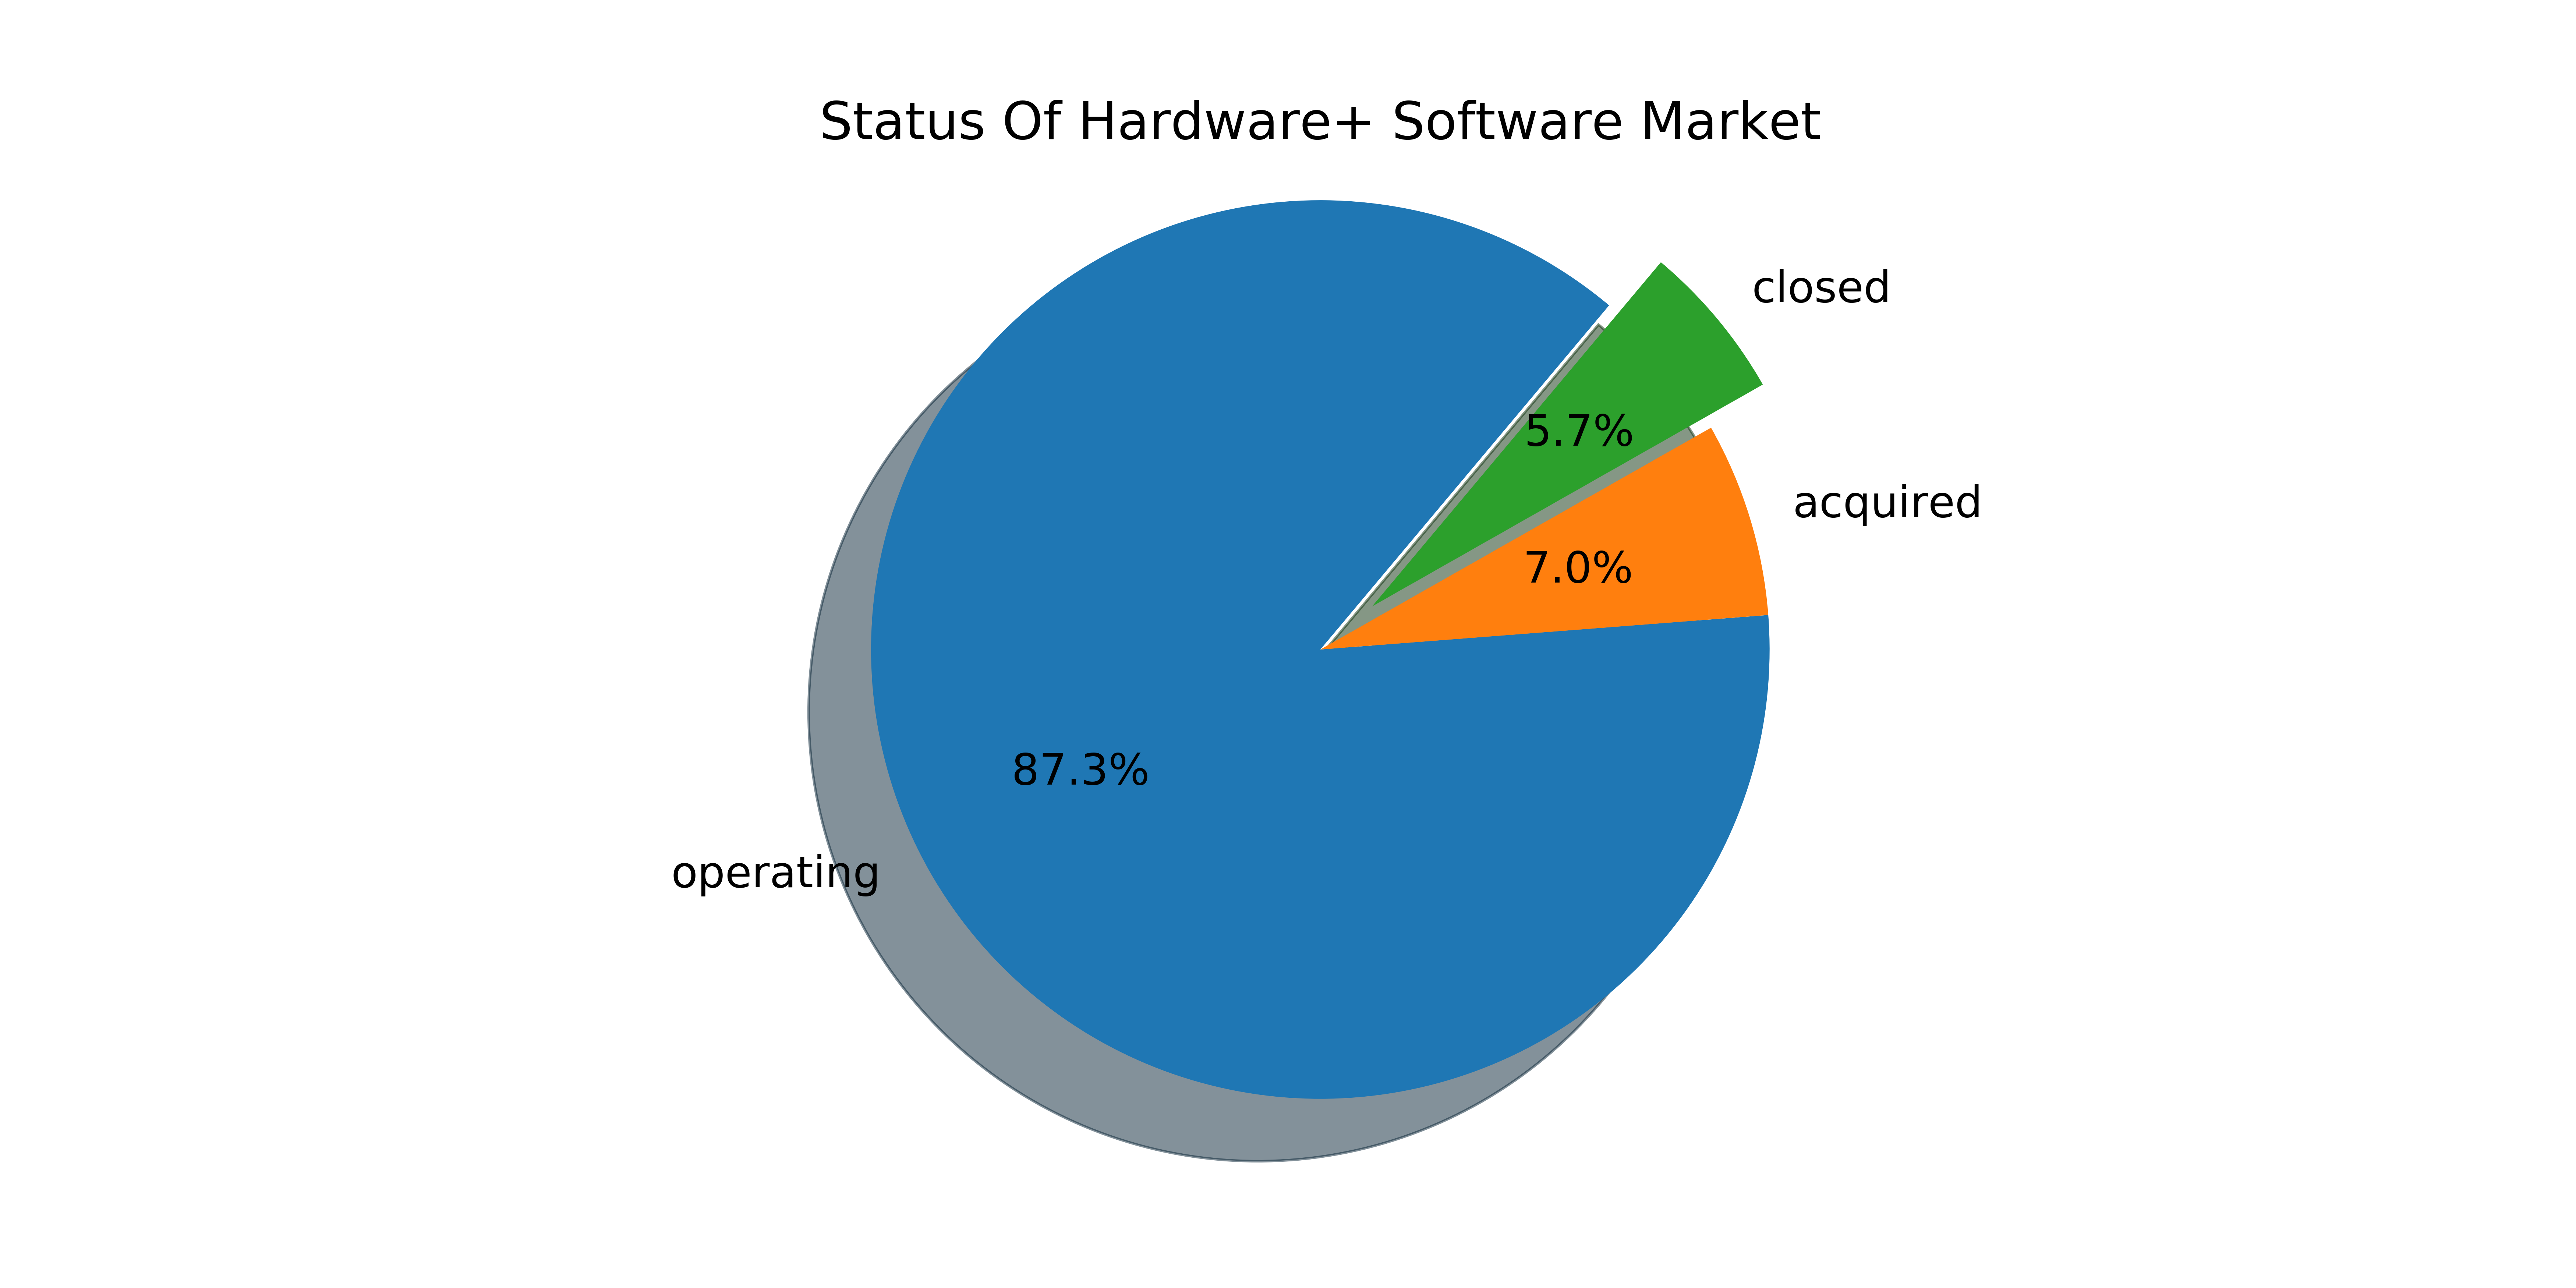 Status Of Hardware+ Software Market
closed
5.7%
acquired
7.0%
87.3%
operating